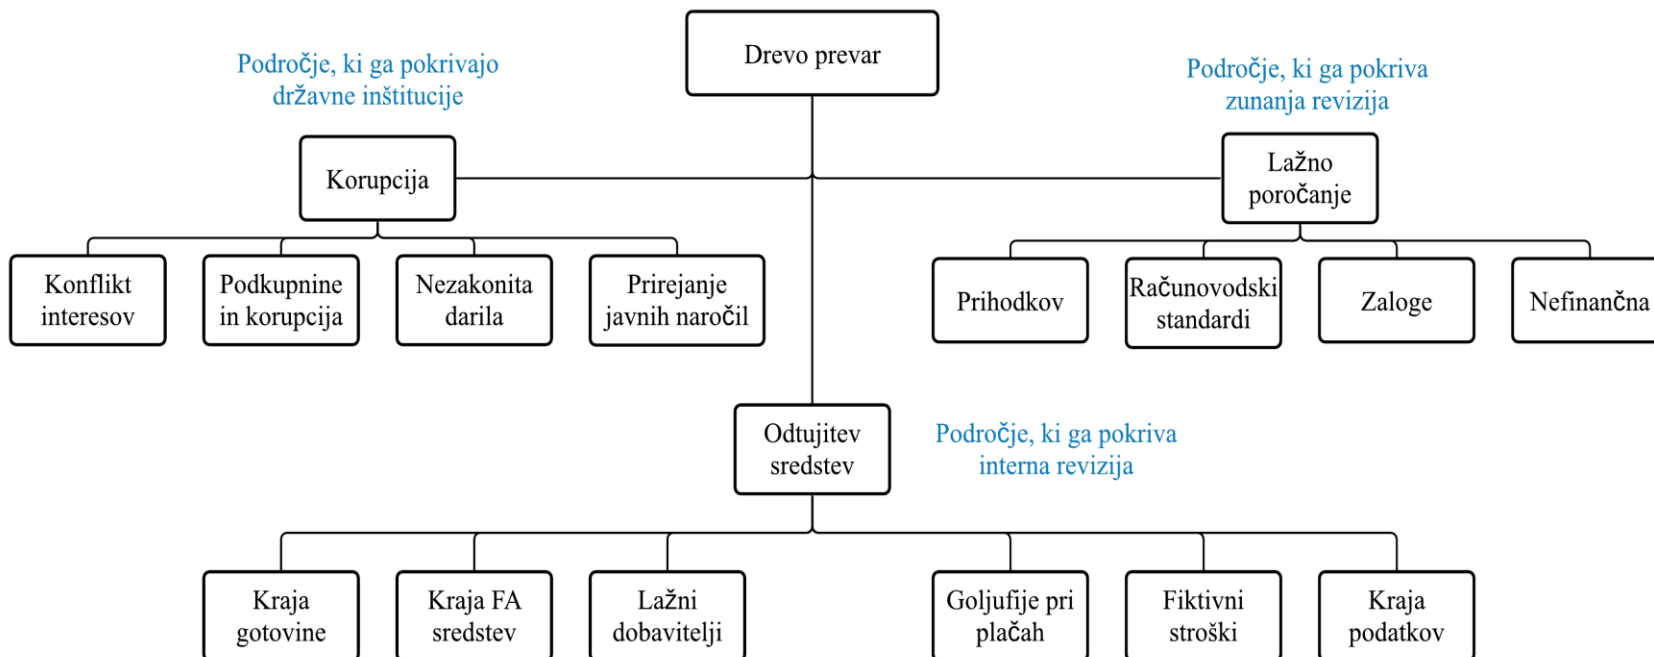 Drevo prevar
Področje, ki ga pokrivajo
državne inštitucije
Področje, ki ga pokriva
zunanja revizija
Korupcija
Lažno
poročanje
Konflikt
interesov
Podkupnine
in korupcija
Nezakonita
darila
Prirejanje
javnih naročil
Prihodkov
Računovodski
standardi
Zaloge
Nefinančna
Odtujitev
sredstev
Področje, ki ga pokriva
interna revizija
Kraja
gotovine
Kraja FA
sredstev
Lažni
dobavitelji
Goljufije pri
plačah
Fiktivni
stroški
Kraja
podatkov